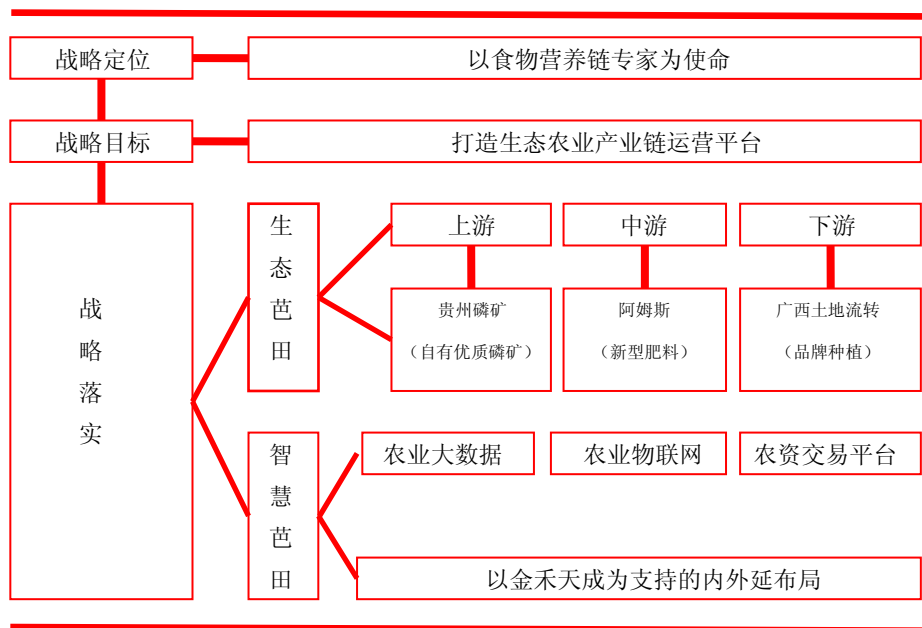 战略定位
以食物营养链专家为使命
战略目标
打造生态农业产业链运营平台
战
略
落
实
生
态
芭
田
上游
中游
下游
贵州磷矿
（自有优质磷矿）
阿姆斯
（新型肥料）
广西土地流转
（品牌种植）
智
慧
芭
田
农业大数据
农业物联网
农资交易平台
以金禾天成为支持的内外延布局